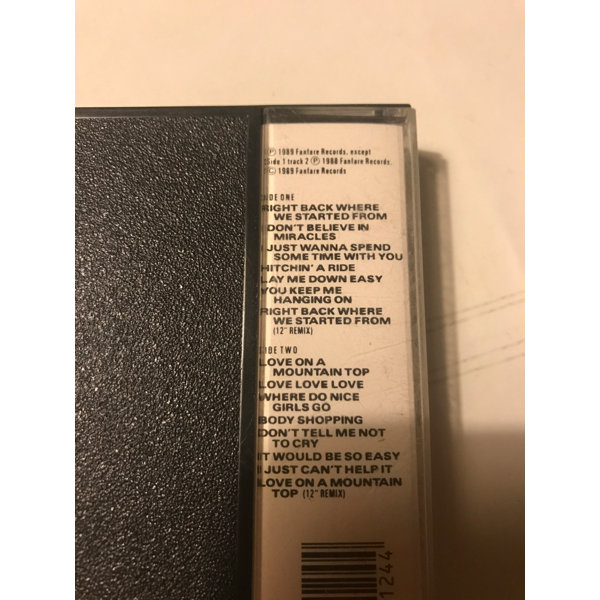 ℗ 1989 Fanfare Records, except
Side 1 track 2 ℗ 1988 Fanfare Records.
© 1989 Fanfare Records
SIDE ONE
RIGHT BACK WHERE
WE STARTED FROM
I DON'T BELIEVE IN
MIRACLES
I JUST WANNA SPEND
SOME TIME WITH YOU
HITCHIN' A RIDE
LAY ME DOWN EASY
YOU KEEP ME
HANGING ON
RIGHT BACK WHERE
WE STARTED FROM
(12" REMIX)
SIDE TWO
LOVE ON A
MOUNTAIN TOP
LOVE LOVE LOVE
WHERE DO NICE
GIRLS GO
BODY SHOPPING
DON'T TELL ME NOT
TO CRY
IT WOULD BE SO EASY
I JUST CAN'T HELP IT
LOVE ON A MOUNTAIN
TOP (12" REMIX)
1244